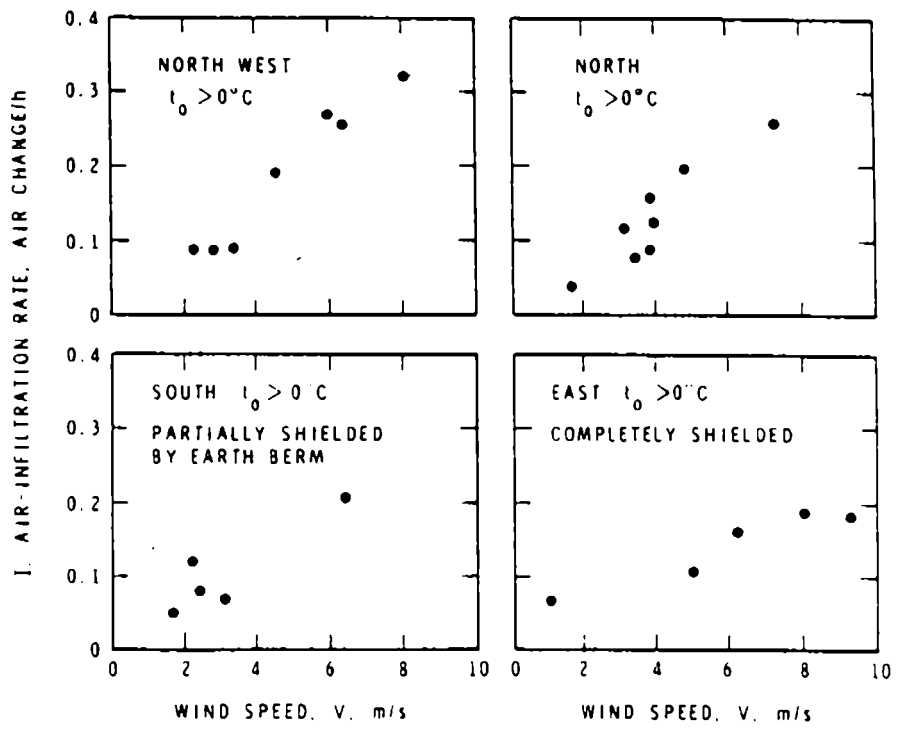 I. AIR-INFILTRATION RATE, AIR CHANGE/h
0.4
0.3
0.2
0.1
0
NORTH WEST
t₀ >0°C
NORTH
t₀ >0°C
0.4
0.3
0.2
0.1
0
SOUTH t₀ >0°C
PARTIALLY SHIELDED
BY EARTH BERM
EAST t₀ >0°C
COMPLETELY SHIELDED
0 2 4 6 8 10
0 2 4 6 8 10
WIND SPEED. V. m/s
WIND SPEED. V. m/s